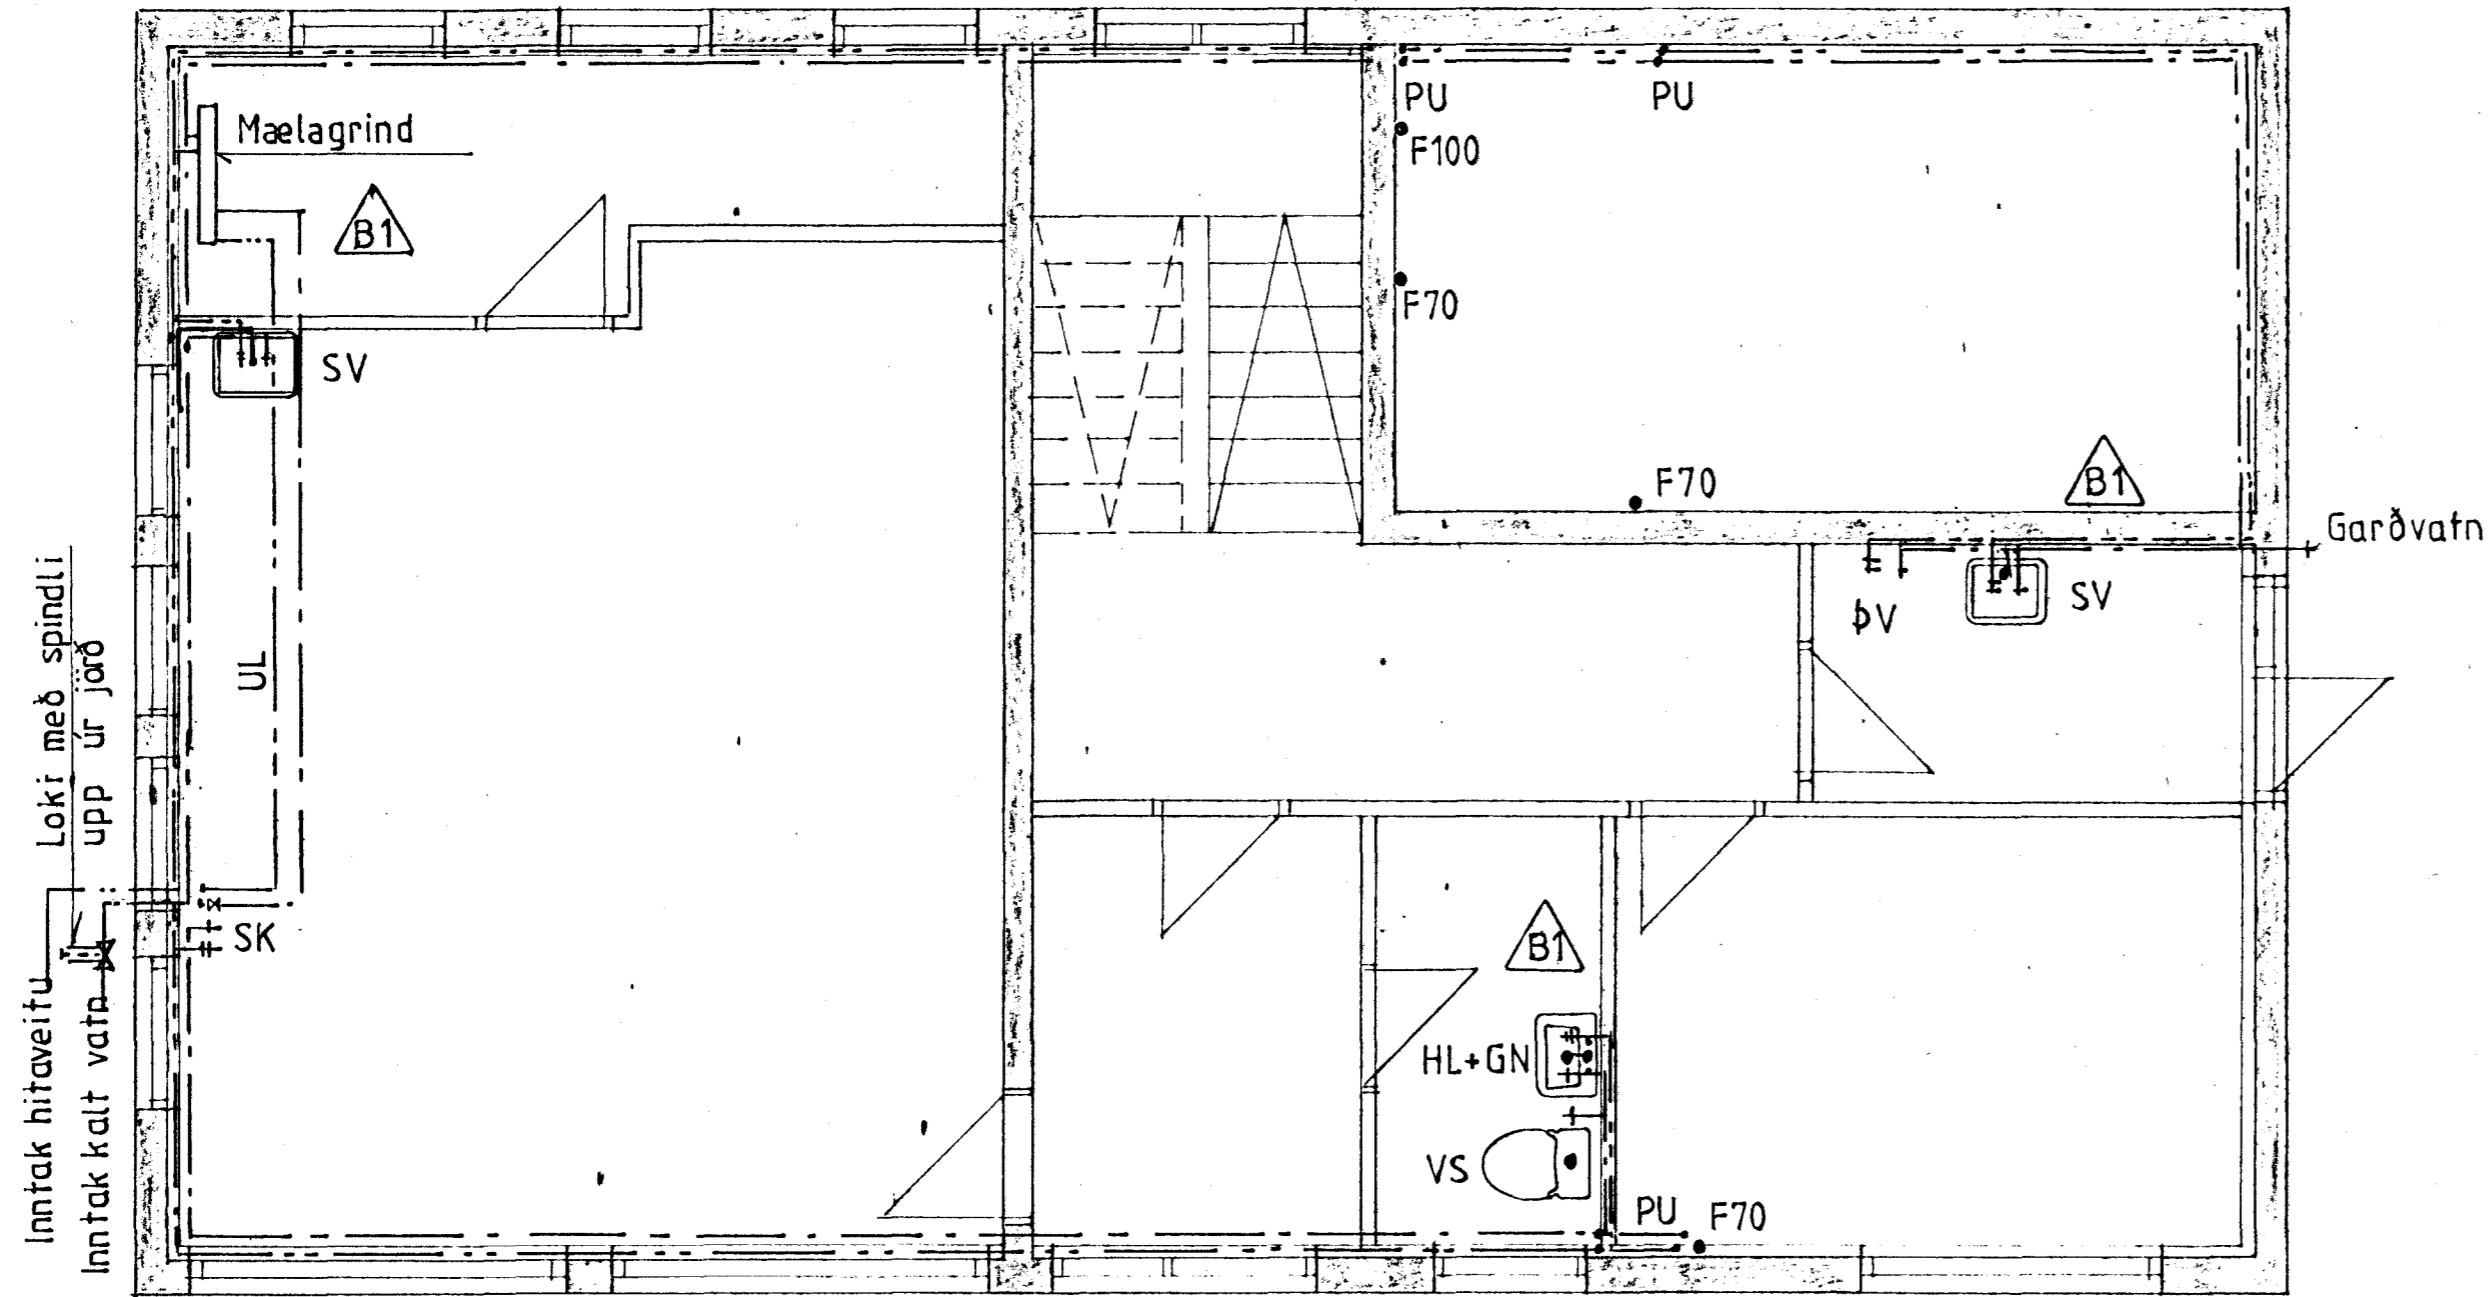 PU
PU
Mælagrind
F100
B1
F70
SV
F70
B1
Garðvatn
Loki með spindli
upp úr jörð
UL
ÞV
SV
SK
B1
Inntak hitaveitu
Inntak kalt vatn
HL+GN
VS
PU
F70